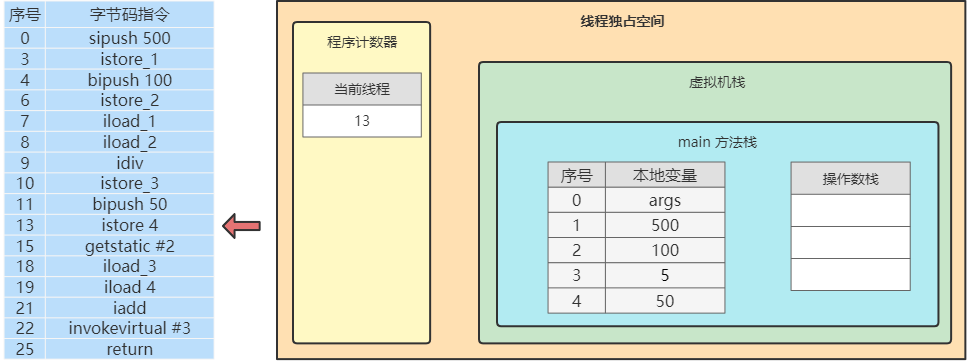 序号 字节码指令
0 sipush 500
3 istore_1
4 bipush 100
6 istore_2
7 iload_1
8 iload_2
9 idiv
10 istore_3
11 bipush 50
13 istore 4
15 getstatic #2
18 iload_3
19 iload 4
21 iadd
22 invokevirtual #3
25 return
线程独占空间
程序计数器
当前线程
13
虚拟机栈
main 方法栈
序号 本地变量
0 args
1 500
2 100
3 5
4 50
操作数栈